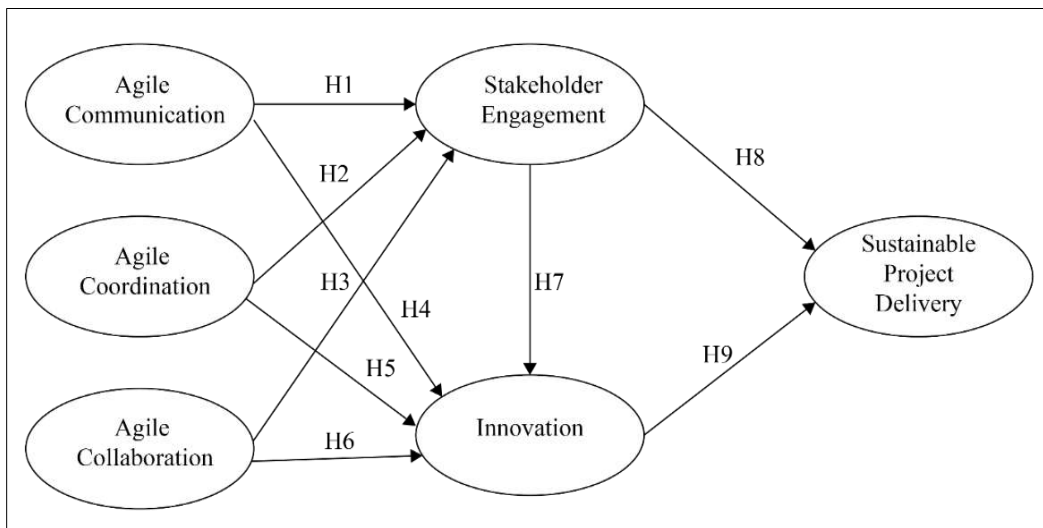 Agile
Communication
H1
Stakeholder
Engagement
H2
H8
Agile
Coordination
H3
H4
H7
Sustainable
Project
Delivery
H5
H9
Agile
Collaboration
H6
Innovation